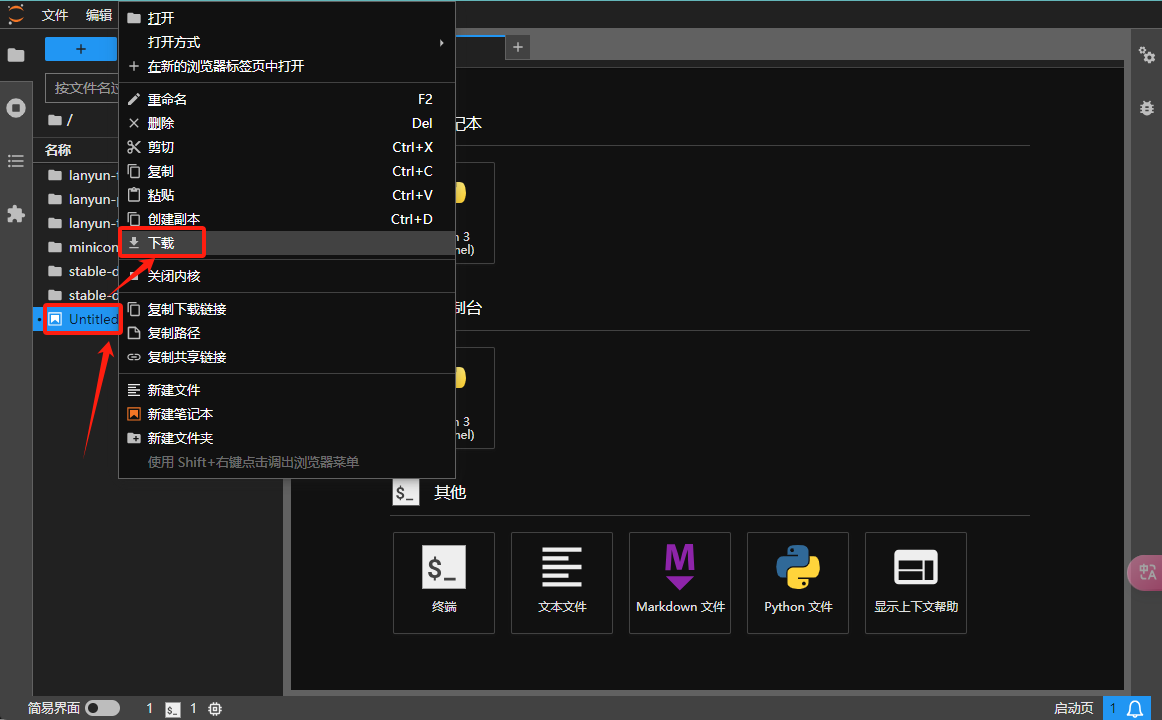 文件 编辑
+
按文件名过
/
名称
lanyun-
lanyun-
lanyun-
minicon
stable-d
stable-d
Untitled
打开
打开方式
在新的浏览器标签页中打开
重命名 F2
删除 Del
剪切 Ctrl+X
复制 Ctrl+C
粘贴 Ctrl+V
创建副本 Ctrl+D
下载
关闭内核
复制下载链接
复制路径
复制共享链接
新建文件
新建笔记本
新建文件夹
使用 Shift+右键点击调出浏览器菜单
+
记本
n 3
nel)
制台
n 3
nel)
$_ 其他
$_
终端
文本文件
M
Markdown 文件
Python 文件
显示上下文帮助
中A
简易界面 1 $_ 1
启动页 1